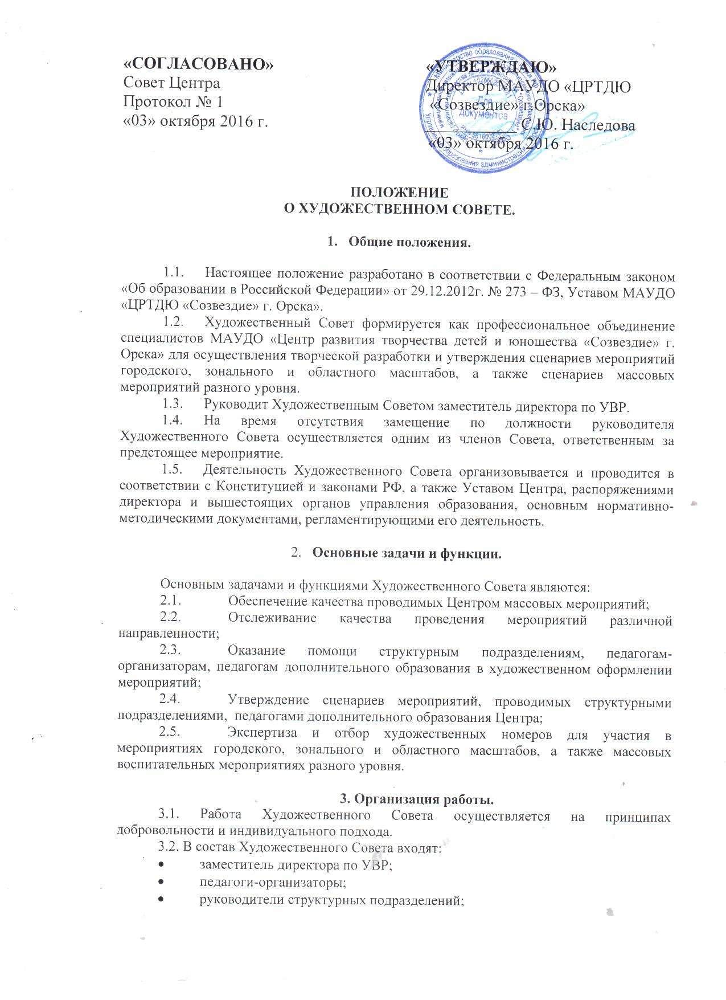 «СОГЛАСОВАНО»
Совет Центра
Протокол № 1
«03» октября 2016 г.
«УТВЕРЖДАЮ»
Директор МАУДО «ЦРТДЮ
«Созвездие» г.Орска»
____________ С.Ю. Наследова
«03» октября 2016 г.
Для
документов
ПОЛОЖЕНИЕ
О ХУДОЖЕСТВЕННОМ СОВЕТЕ.
1. Общие положения.
1.1. Настоящее положение разработано в соответствии с Федеральным законом
«Об образовании в Российской Федерации» от 29.12.2012г. № 273 – ФЗ, Уставом МАУДО
«ЦРТДЮ «Созвездие» г. Орска».
1.2. Художественный Совет формируется как профессиональное объединение
специалистов МАУДО «Центр развития творчества детей и юношества «Созвездие» г.
Орска» для осуществления творческой разработки и утверждения сценариев мероприятий
городского, зонального и областного масштабов, а также сценариев массовых
мероприятий разного уровня.
1.3. Руководит Художественным Советом заместитель директора по УВР.
1.4. На время отсутствия замещение по должности руководителя
Художественного Совета осуществляется одним из членов Совета, ответственным за
предстоящее мероприятие.
1.5. Деятельность Художественного Совета организовывается и проводится в
соответствии с Конституцией и законами РФ, а также Уставом Центра, распоряжениями
директора и вышестоящих органов управления образования, основным нормативно-
методическими документами, регламентирующими его деятельность.
2. Основные задачи и функции.
Основным задачами и функциями Художественного Совета являются:
2.1. Обеспечение качества проводимых Центром массовых мероприятий;
2.2. Отслеживание качества проведения мероприятий различной
направленности;
2.3. Оказание помощи структурным подразделениям, педагогам-
организаторам, педагогам дополнительного образования в художественном оформлении
мероприятий;
2.4. Утверждение сценариев мероприятий, проводимых структурными
подразделениями, педагогами дополнительного образования Центра;
2.5. Экспертиза и отбор художественных номеров для участия в
мероприятиях городского, зонального и областного масштабов, а также массовых
воспитательных мероприятиях разного уровня.
3. Организация работы.
3.1. Работа Художественного Совета осуществляется на принципах
добровольности и индивидуального подхода.
3.2. В состав Художественного Совета входят:
• заместитель директора по УВР;
• педагоги-организаторы;
• руководители структурных подразделений;